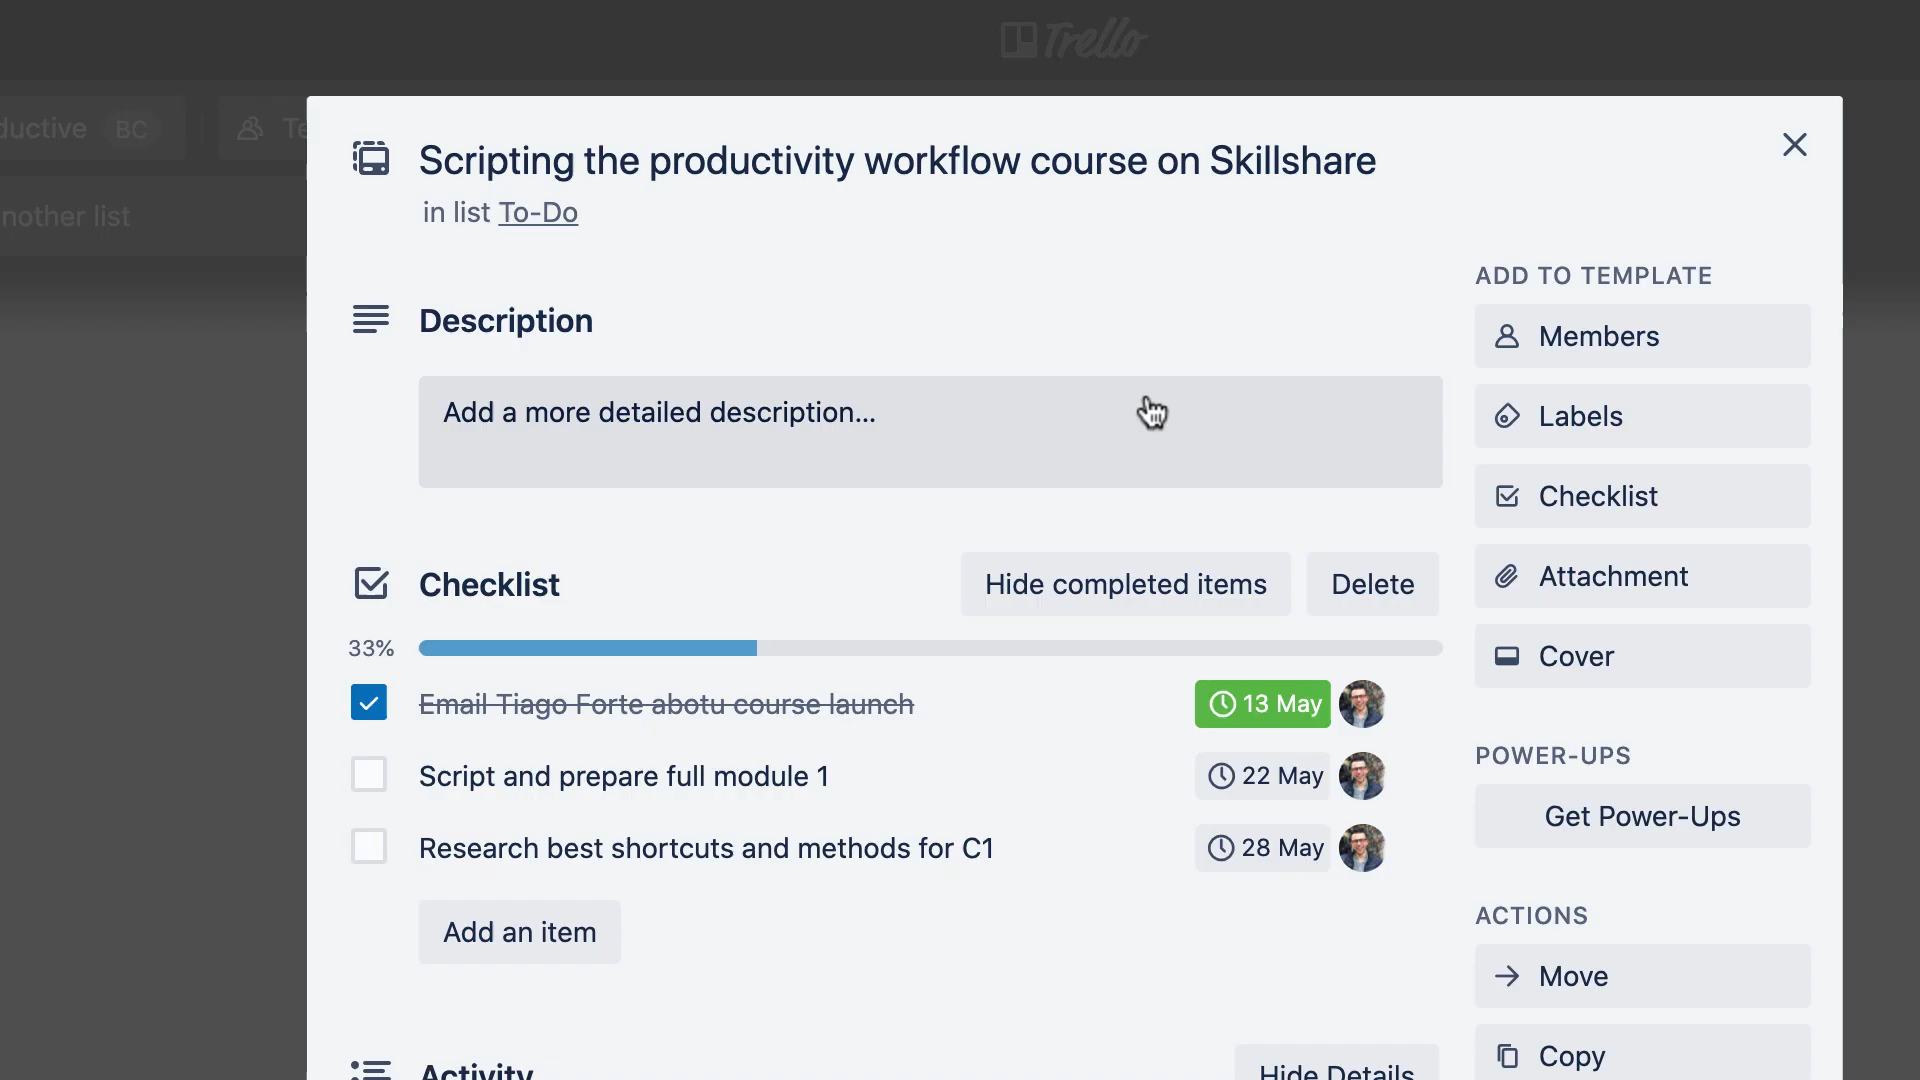 Trello
ductive BC Te
nother list
Scripting the productivity workflow course on Skillshare
in list To-Do
ADD TO TEMPLATE
Description
Members
Add a more detailed description...
Labels
Checklist
Attachment
Checklist
Hide completed items
Delete
33%
Cover
Email Tiago Forte abotu course launch
13 May
POWER-UPS
Script and prepare full module 1
22 May
Get Power-Ups
Research best shortcuts and methods for C1
28 May
ACTIONS
Add an item
Move
Copy
Activity
Hide Details